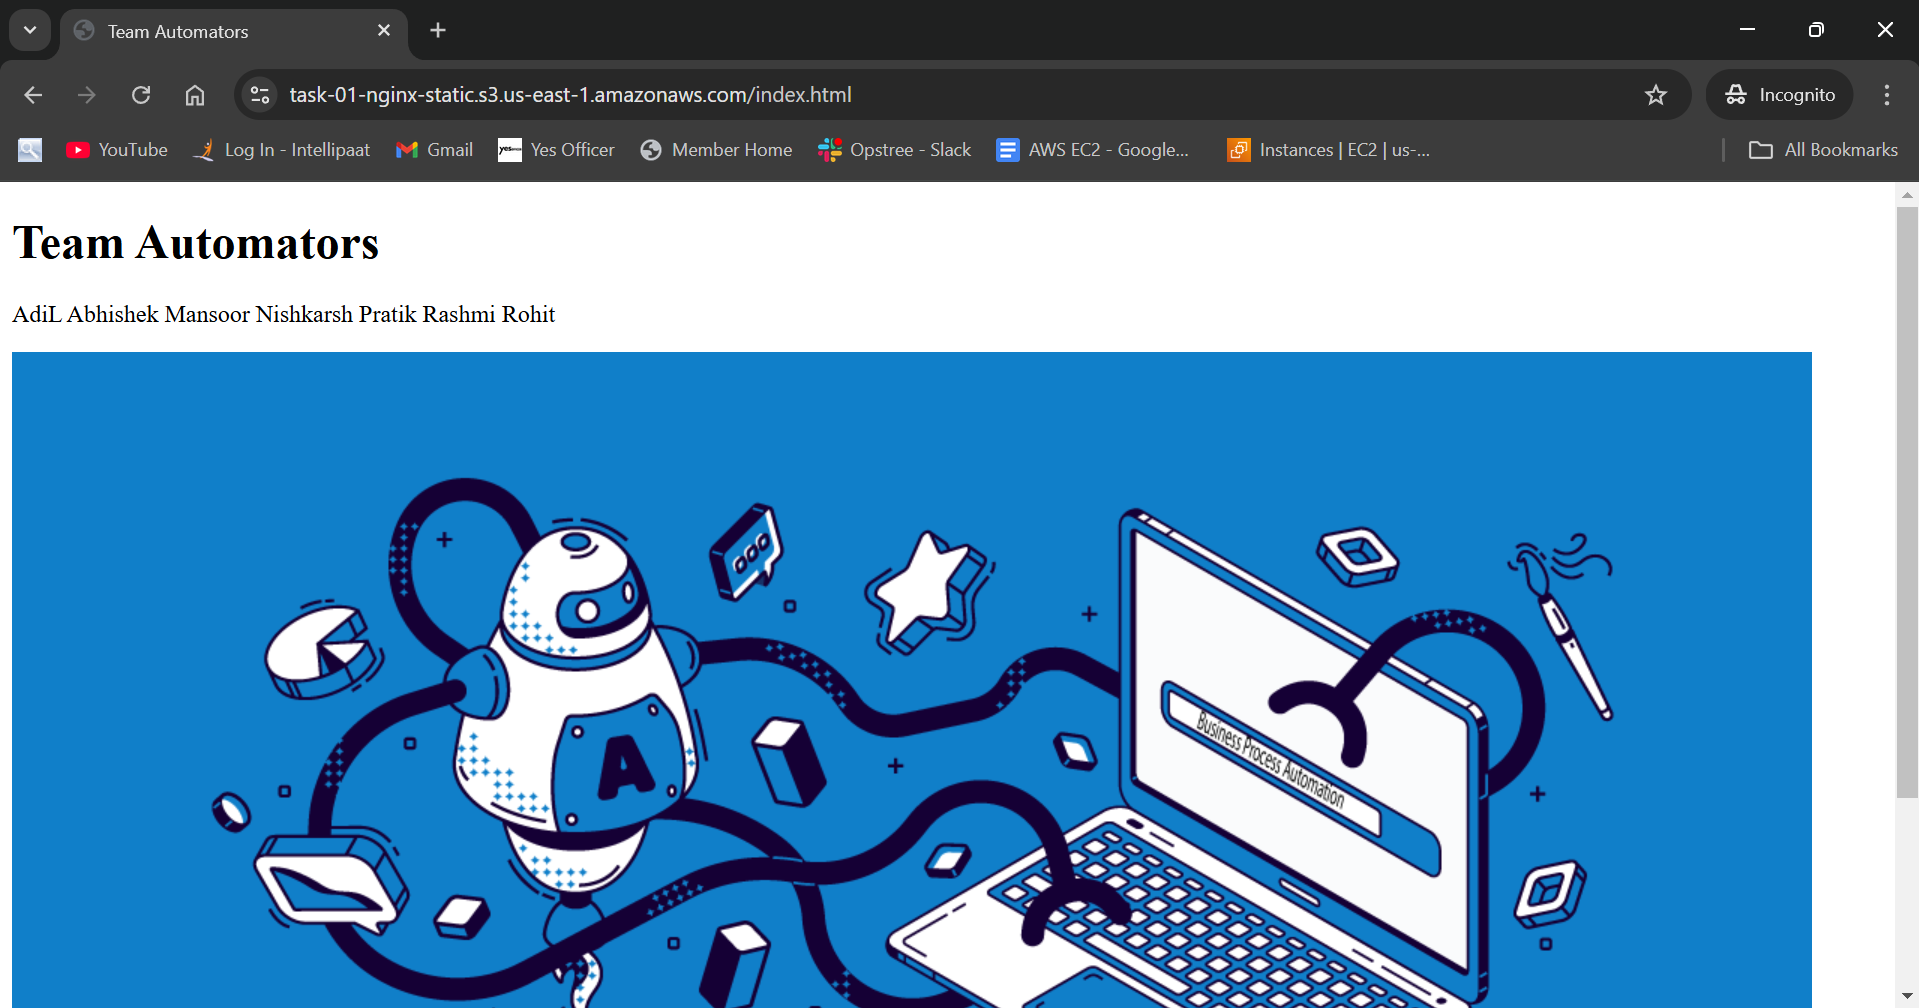 Team Automators
task-01-nginx-static.s3.us-east-1.amazonaws.com/index.html
Incognito
YouTube
Log In - Intellipaat
Gmail
yes
Yes Officer
Member Home
Opstree - Slack
AWS EC2 - Google...
Instances | EC2 | us-...
All Bookmarks
Team Automators
AdiL Abhishek Mansoor Nishkarsh Pratik Rashmi Rohit
A
Business Process Automation